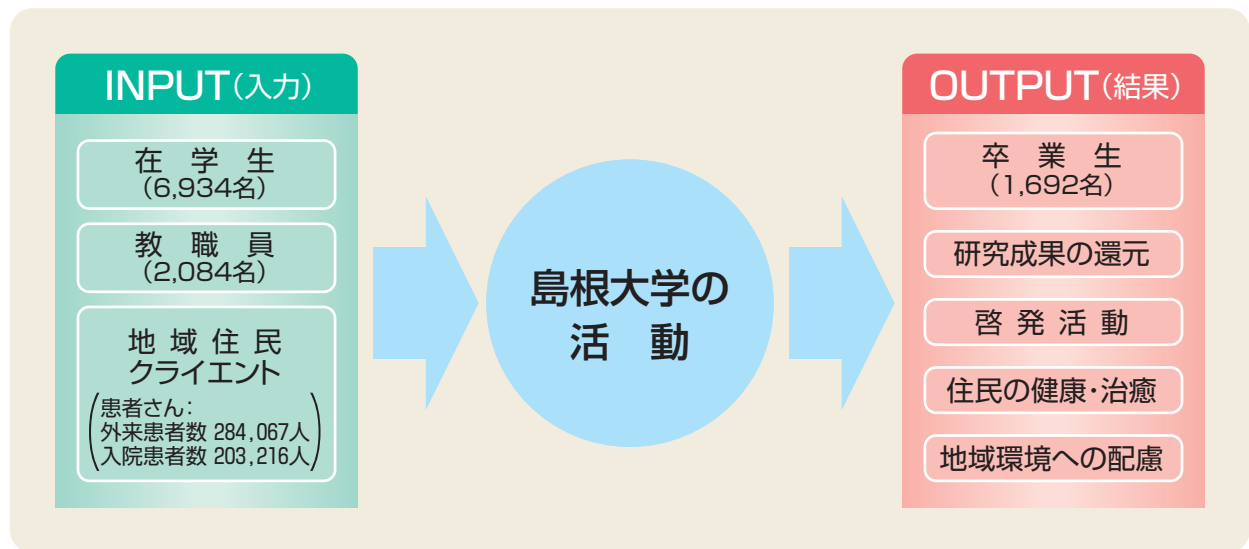 INPUT(入力)
在学生
(6,934名)
教職員
(2,084名)
地域住民
クライエント
(患者さん:
外来患者数 284,067人
入院患者数 203,216人)
島根大学の
活動
OUTPUT(結果)
卒業生
(1,692名)
研究成果の還元
啓発活動
住民の健康・治癒
地域環境への配慮